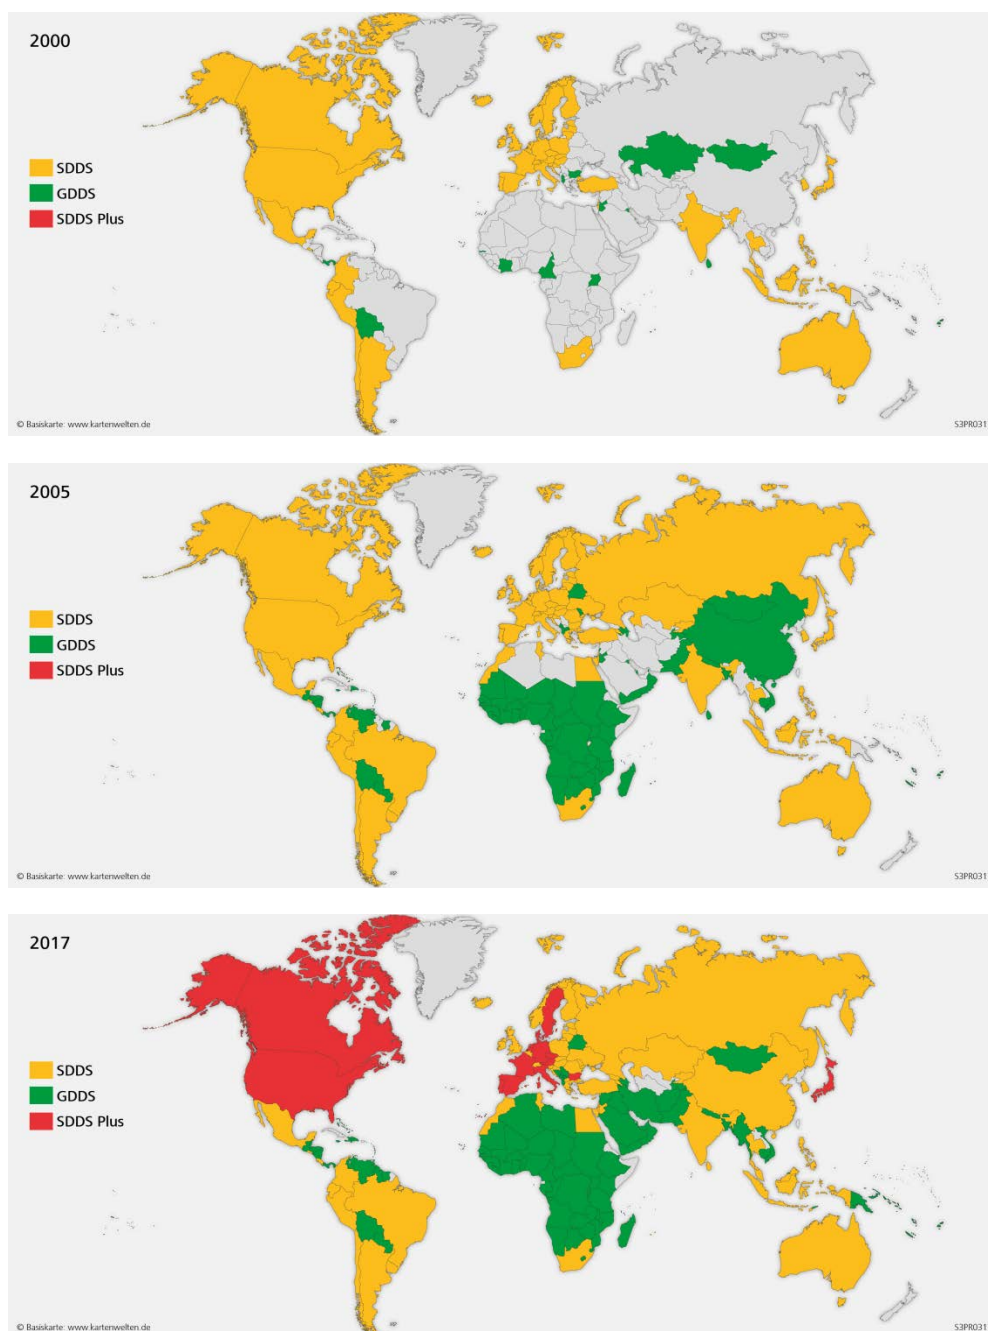 2000
SDDS
GDDS
SDDS Plus
© Basiskarte: www.kartenwelten.de
S3PR031
2005
SDDS
GDDS
SDDS Plus
© Basiskarte: www.kartenwelten.de
S3PR031
2017
SDDS
GDDS
SDDS Plus
© Basiskarte: www.kartenwelten.de
S3PR031